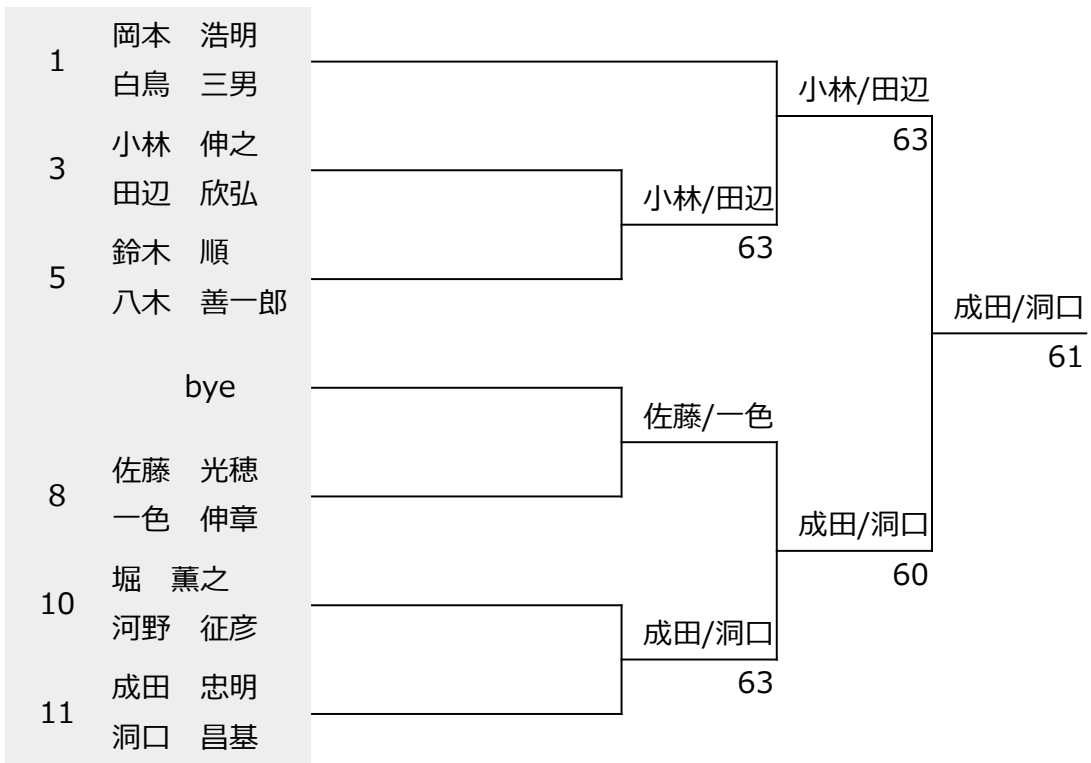 1
岡本　浩明
白鳥　三男
3
小林　伸之
田辺　欣弘
5
鈴木　順
八木　善一郎
bye
8
佐藤　光穂
一色　伸章
10
堀　薫之
河野　征彦
11
成田　忠明
洞口　昌基
小林/田辺
63
佐藤/一色
成田/洞口
63
小林/田辺
63
成田/洞口
60
成田/洞口
61